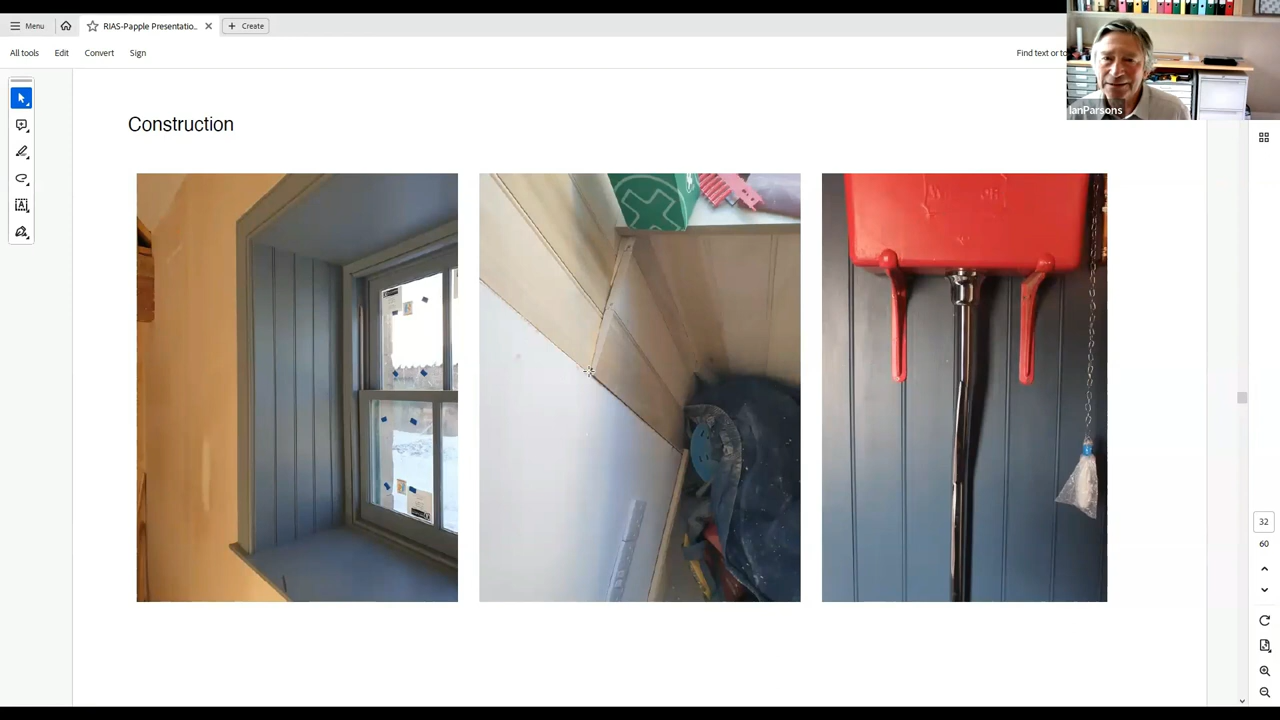 Menu
RIAS-Papple Presentatio...
Create
All tools
Edit
Convert
Sign
Find text or to
IanParsons
Construction
32
60